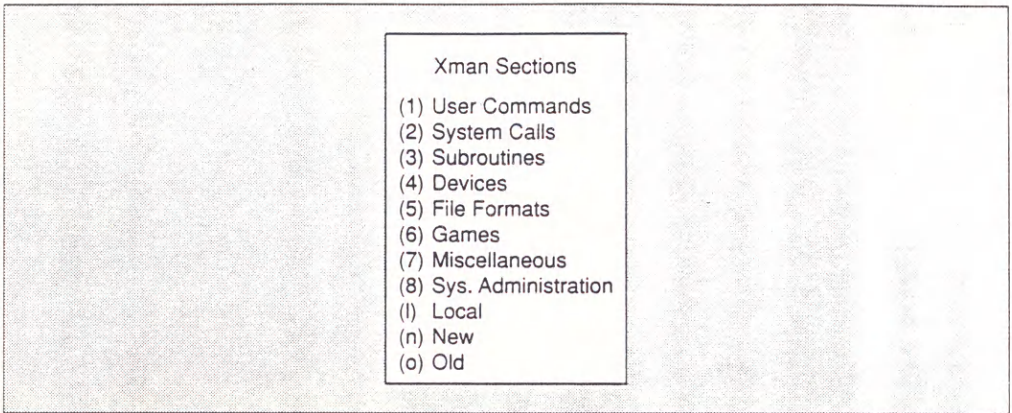 Xman Sections
(1) User Commands
(2) System Calls
(3) Subroutines
(4) Devices
(5) File Formats
(6) Games
(7) Miscellaneous
(8) Sys. Administration
(l) Local
(n) New
(o) Old